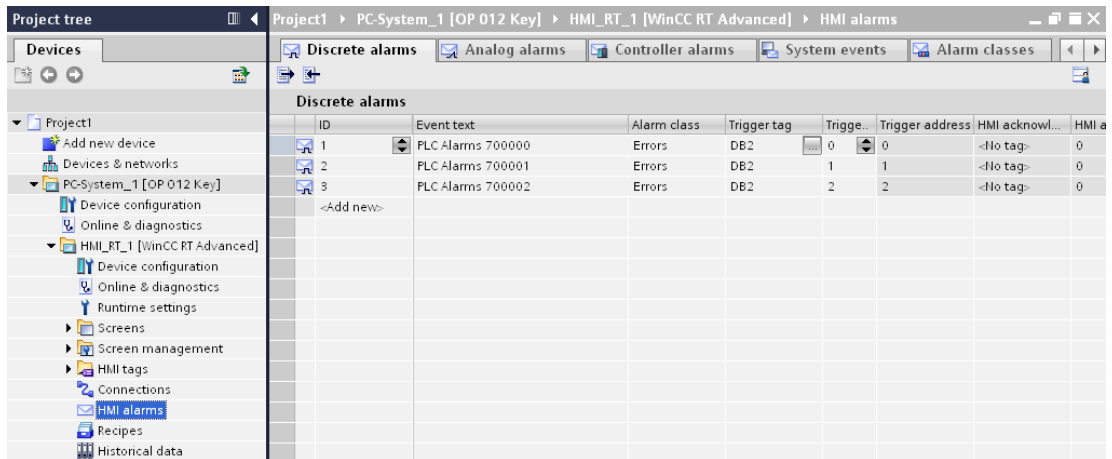 Project tree
Project1 PC-System_1 [OP 012 Key] HMI_RT_1 [WinCC RT Advanced] HMI alarms
Devices
Discrete alarms Analog alarms Controller alarms System events Alarm classes
Discrete alarms
ID Event text Alarm class Trigger tag Trigge.. Trigger address HMI acknowl... HMI a
1 PLC Alarms 700000 Errors DB2 ... 0 0 <No tag> 0
2 PLC Alarms 700001 Errors DB2 1 1 <No tag> 0
3 PLC Alarms 700002 Errors DB2 2 2 <No tag> 0
<Add new>
Project1
Add new device
Devices & networks
PC-System_1 [OP 012 Key]
Device configuration
Online & diagnostics
HMI_RT_1 [WinCC RT Advanced]
Device configuration
Online & diagnostics
Runtime settings
Screens
Screen management
HMI tags
Connections
HMI alarms
Recipes
Historical data